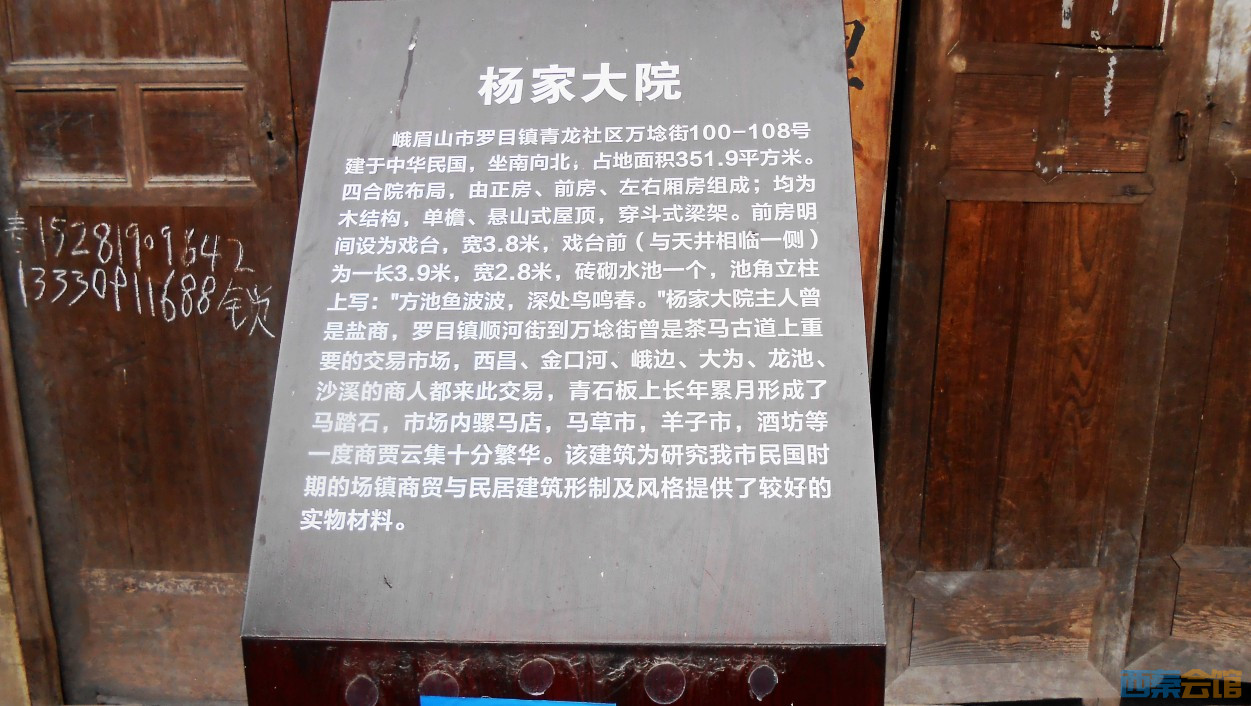 杨家大院
峨眉山市罗目镇青龙社区万埝街100-108号
建于中华民国，坐南向北，占地面积351.9平方米。
四合院布局，由正房、前房、左右厢房组成；均为
木结构，单檐、悬山式屋顶，穿斗式梁架。前房明
间设为戏台，宽3.8米，戏台前（与天井相临一侧）
为一长3.9米，宽2.8米，砖砌水池一个，池角立柱
上写："方池鱼波波，深处鸟鸣春。"杨家大院主人曾
是盐商，罗目镇顺河街到万埝街曾是茶马古道上重
要的交易市场，西昌、金口河、峨边、大为、龙池、
沙溪的商人都来此交易，青石板上长年累月形成了
马踏石，市场内骡马店，马草市，羊子市，酒坊等
一度商贾云集十分繁华。该建筑为研究我市民国时
期的场镇商贸与民居建筑形制及风格提供了较好的
实物材料。
15281909642
13330911688
西秦会馆